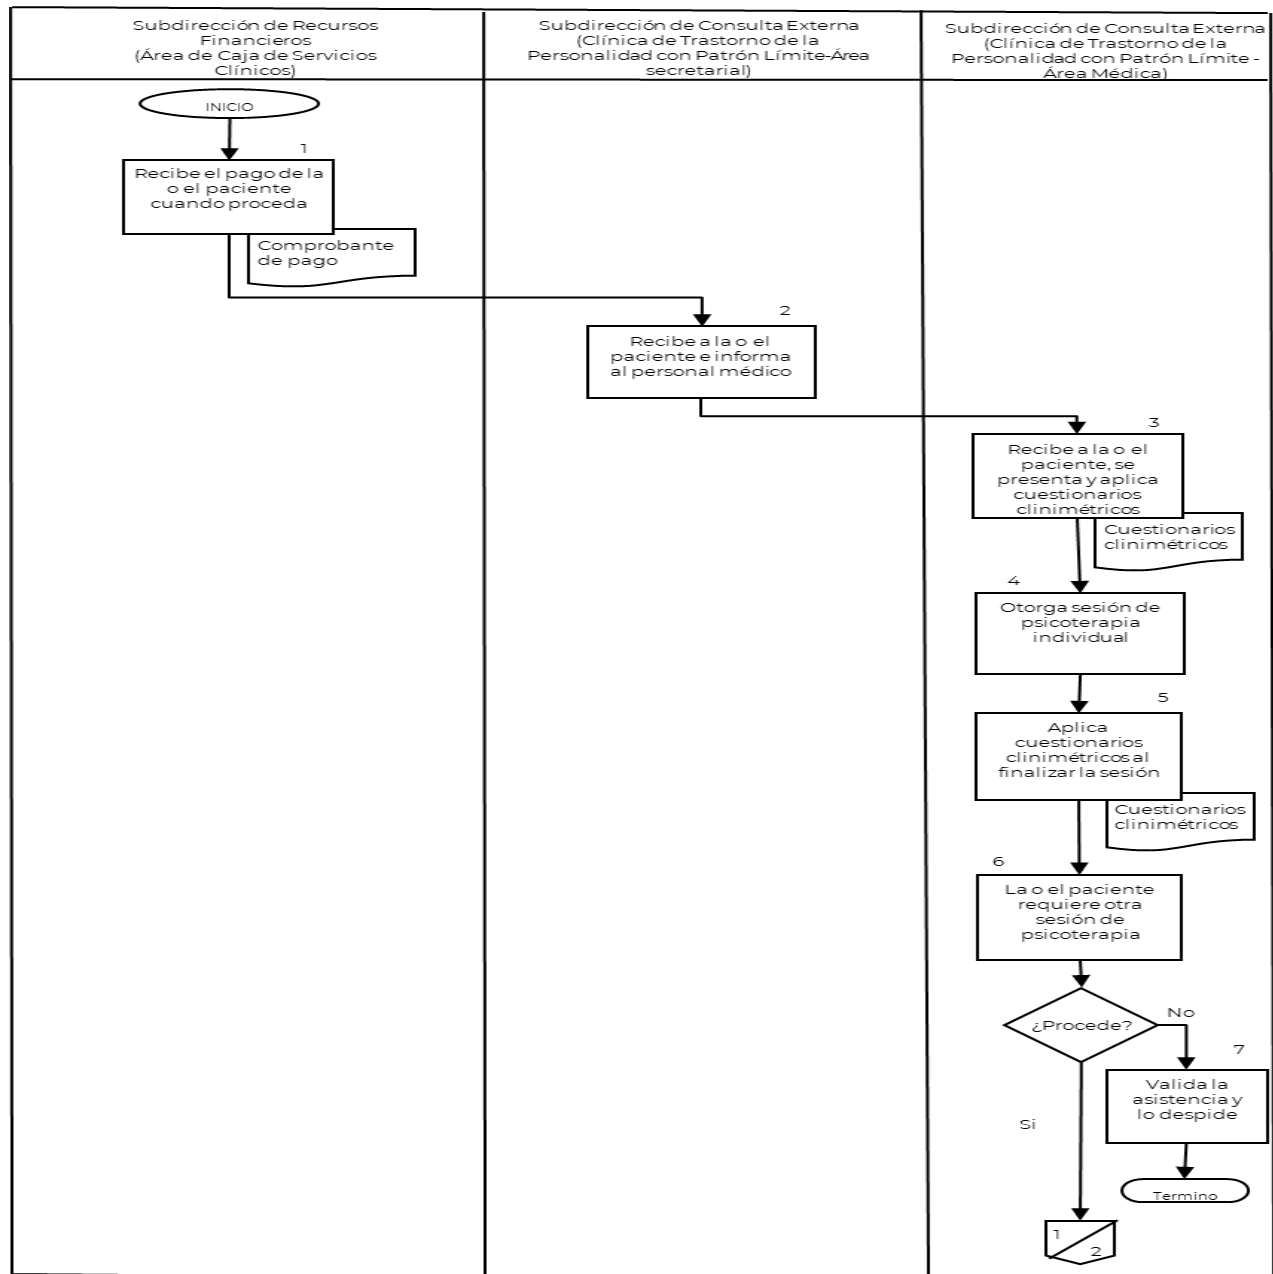 Subdirección de Recursos
Financieros
(Área de Caja de Servicios
Clínicos)
Subdirección de Consulta Externa
(Clínica de Trastorno de la
Personalidad con Patrón Límite-Área
secretarial)
Subdirección de Consulta Externa
(Clínica de Trastorno de la
Personalidad con Patrón Límite -
Área Médica)
INICIO
1
Recibe el pago de la
o el paciente
cuando proceda
Comprobante
de pago
2
Recibe a la o el
paciente e informa
al personal médico
3
Recibe a la o el
paciente, se
presenta y aplica
cuestionarios
clinimétricos
Cuestionarios
clinimétricos
4
Otorga sesión de
psicoterapia
individual
5
Aplica
cuestionarios
clinimétricos al
finalizar la sesión
Cuestionarios
clinimétricos
6
La o el paciente
requiere otra
sesión de
psicoterapia
¿Procede?
No
7
Valida la
asistencia y
lo despide
Si
Termino
1
2